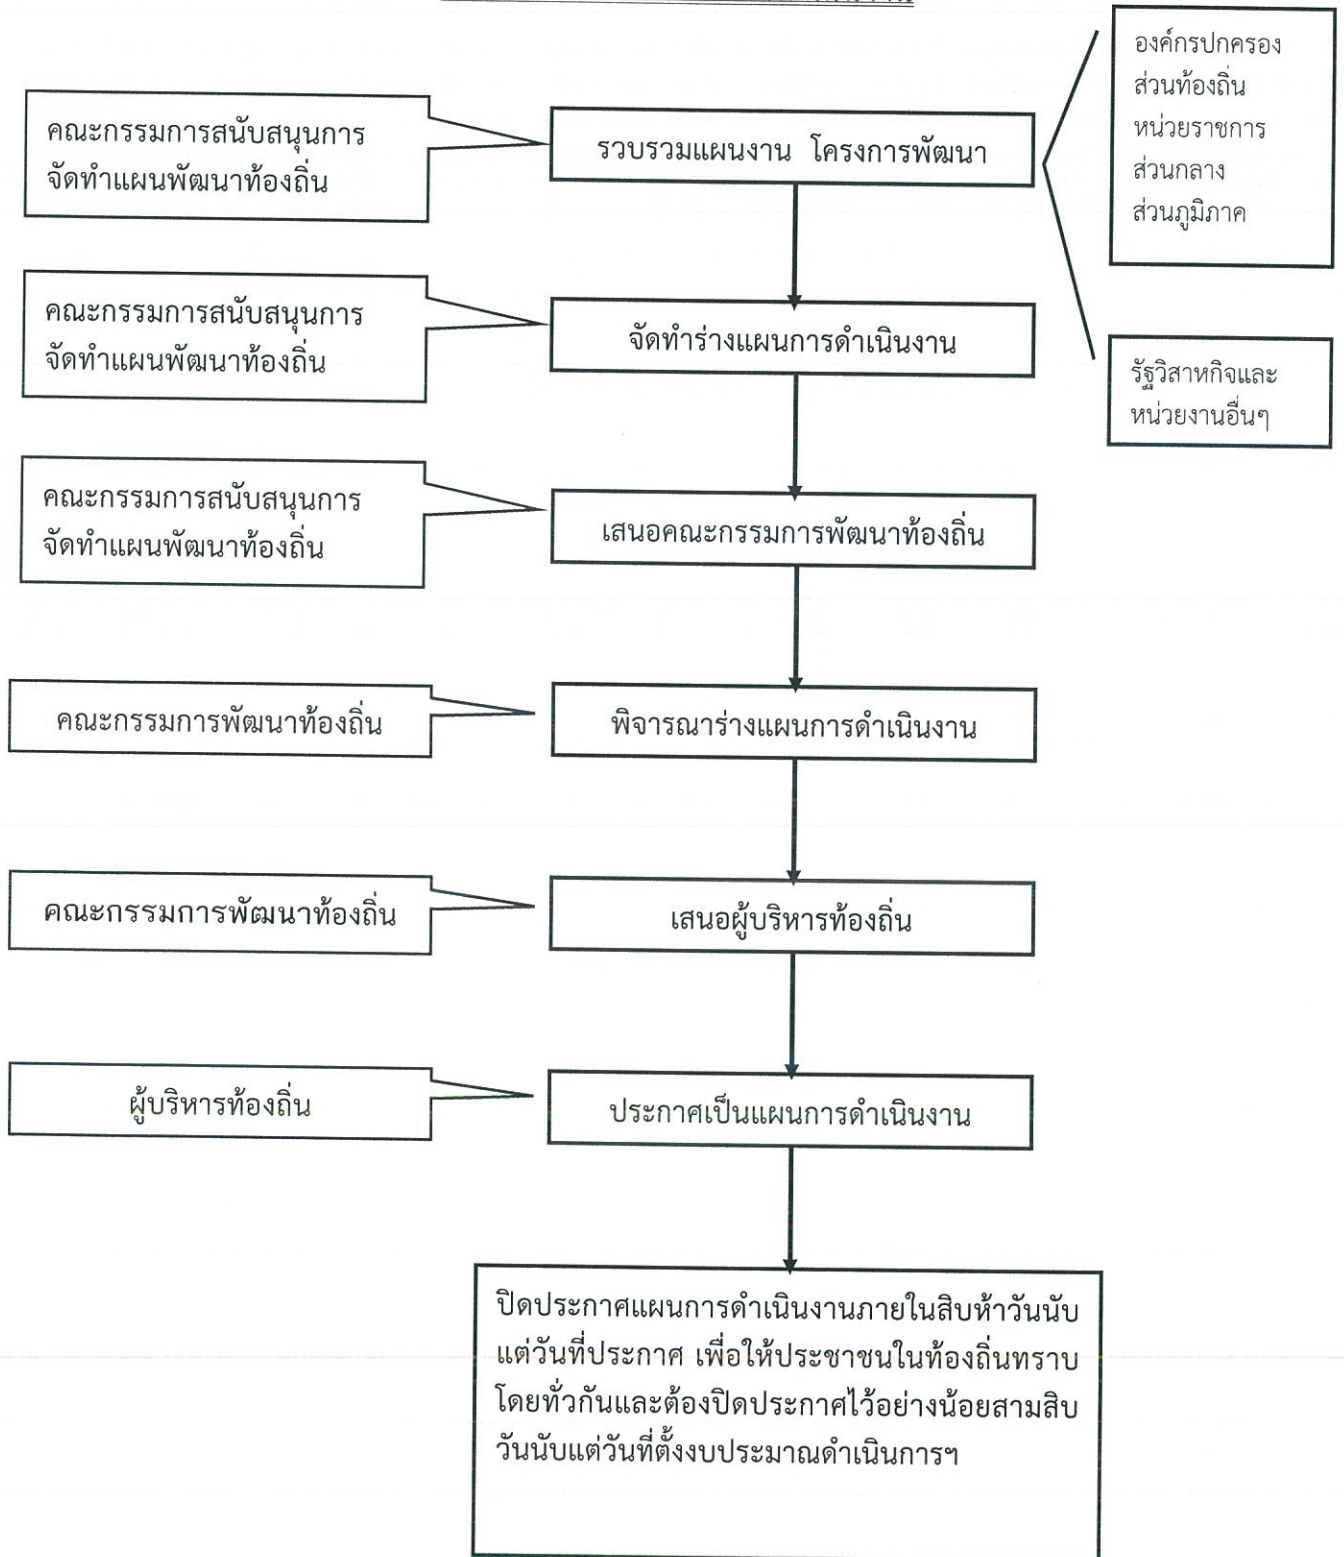 องค์กรปกครอง
ส่วนท้องถิ่น
หน่วยราชการ
ส่วนกลาง
ส่วนภูมิภาค
คณะกรรมการสนับสนุนการ
จัดทำแผนพัฒนาท้องถิ่น
รวบรวมแผนงาน โครงการพัฒนา
คณะกรรมการสนับสนุนการ
จัดทำแผนพัฒนาท้องถิ่น
จัดทำร่างแผนการดำเนินงาน
รัฐวิสาหกิจและ
หน่วยงานอื่นๆ
คณะกรรมการสนับสนุนการ
จัดทำแผนพัฒนาท้องถิ่น
เสนอคณะกรรมการพัฒนาท้องถิ่น
คณะกรรมการพัฒนาท้องถิ่น
พิจารณาร่างแผนการดำเนินงาน
คณะกรรมการพัฒนาท้องถิ่น
เสนอผู้บริหารท้องถิ่น
ผู้บริหารท้องถิ่น
ประกาศเป็นแผนการดำเนินงาน
ปิดประกาศแผนการดำเนินงานภายในสิบห้าวันนับ
แต่วันที่ประกาศ เพื่อให้ประชาชนในท้องถิ่นทราบ
โดยทั่วกันและต้องปิดประกาศไว้อย่างน้อยสามสิบ
วันนับแต่วันที่ตั้งงบประมาณดำเนินการฯ